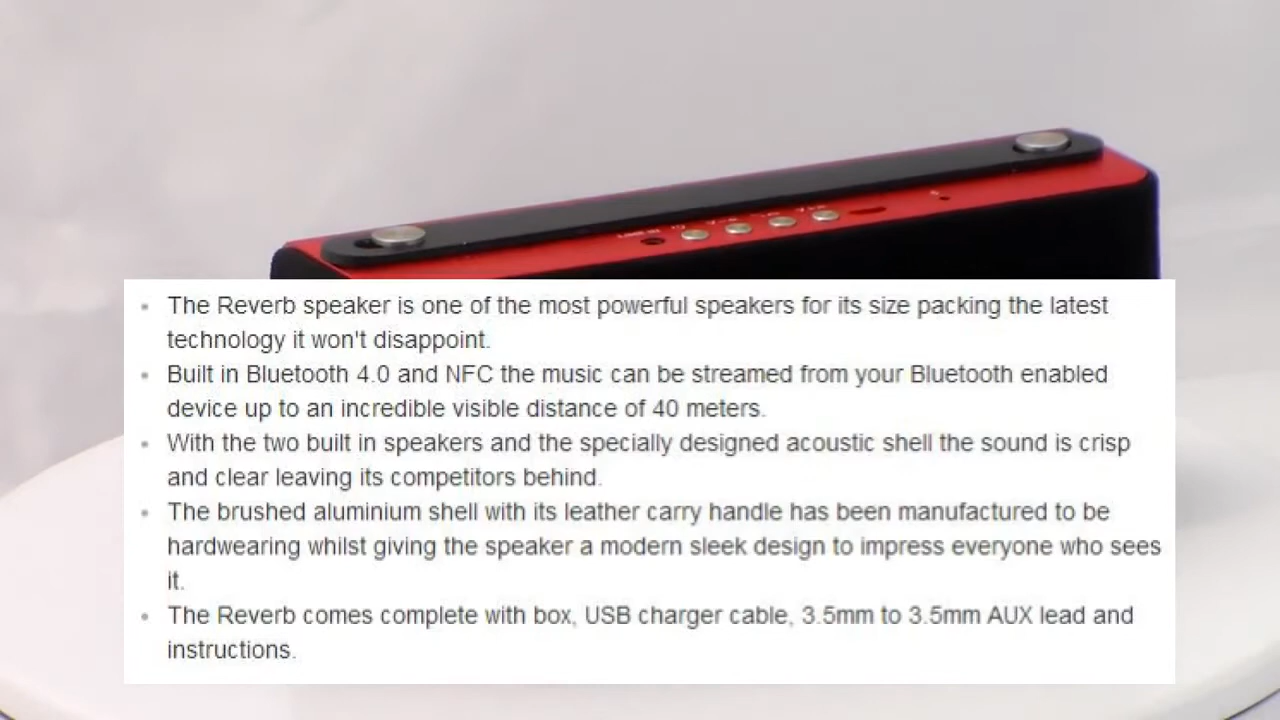 The Reverb speaker is one of the most powerful speakers for its size packing the latest
technology it won't disappoint.
Built in Bluetooth 4.0 and NFC the music can be streamed from your Bluetooth enabled
device up to an incredible visible distance of 40 meters.
With the two built in speakers and the specially designed acoustic shell the sound is crisp
and clear leaving its competitors behind.
The brushed aluminium shell with its leather carry handle has been manufactured to be
hardwearing whilst giving the speaker a modern sleek design to impress everyone who sees
it.
The Reverb comes complete with box, USB charger cable, 3.5mm to 3.5mm AUX lead and
instructions.